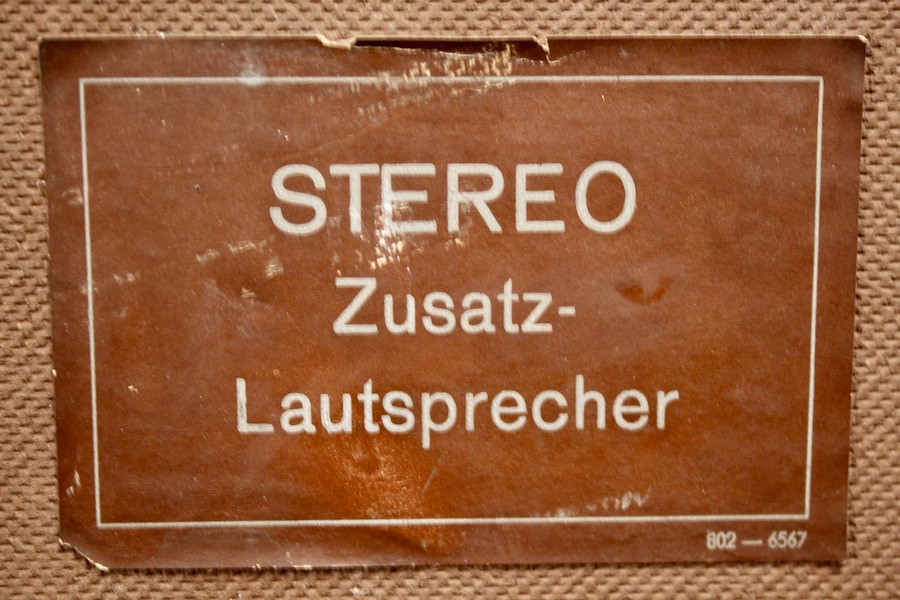 STEREO
Zusatz-
Lautsprecher
802 — 6567